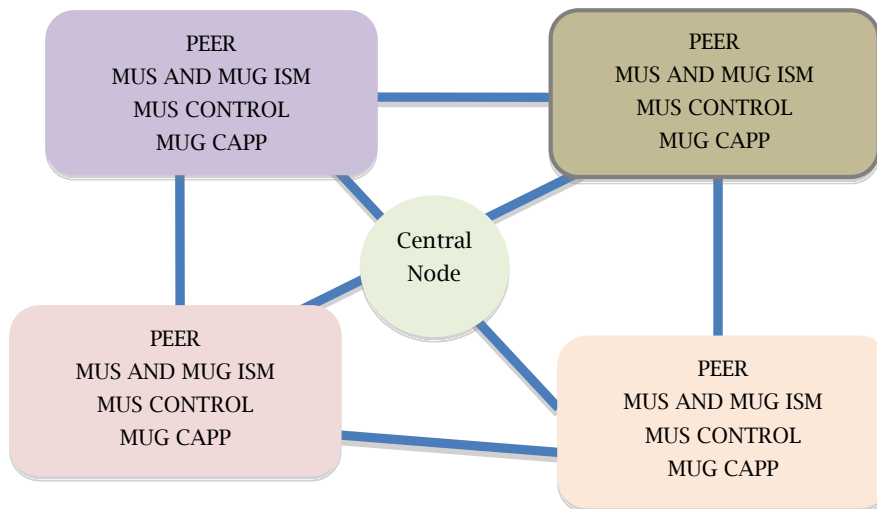 PEER
MUS AND MUG ISM
MUS CONTROL
MUG CAPP
PEER
MUS AND MUG ISM
MUS CONTROL
MUG CAPP
Central
Node
PEER
MUS AND MUG ISM
MUS CONTROL
MUG CAPP
PEER
MUS AND MUG ISM
MUS CONTROL
MUG CAPP